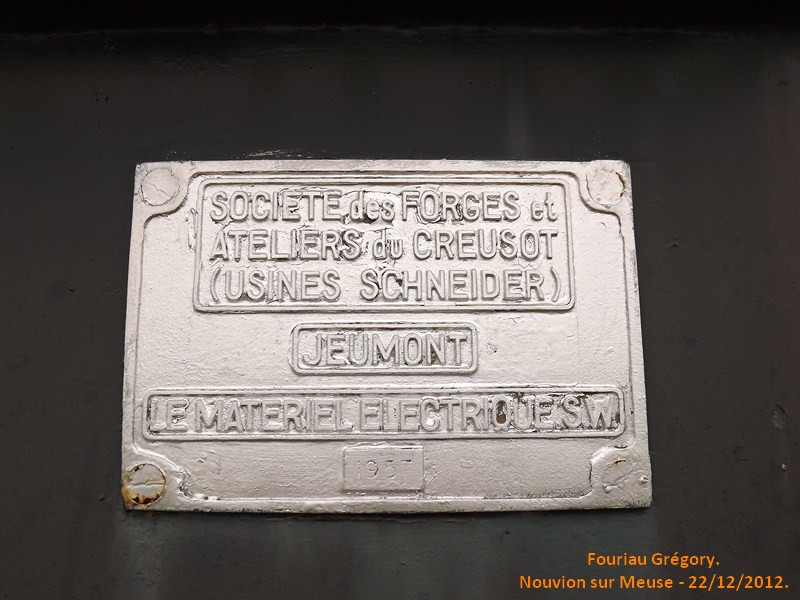 SOCIETE des FORGES et
ATELIERS du CREUSOT
(USINES SCHNEIDER)
JEUMONT
LE MATERIEL ELECTRIQUE S.W.
1957
Fouriau Grégory.
Nouvion sur Meuse - 22/12/2012.